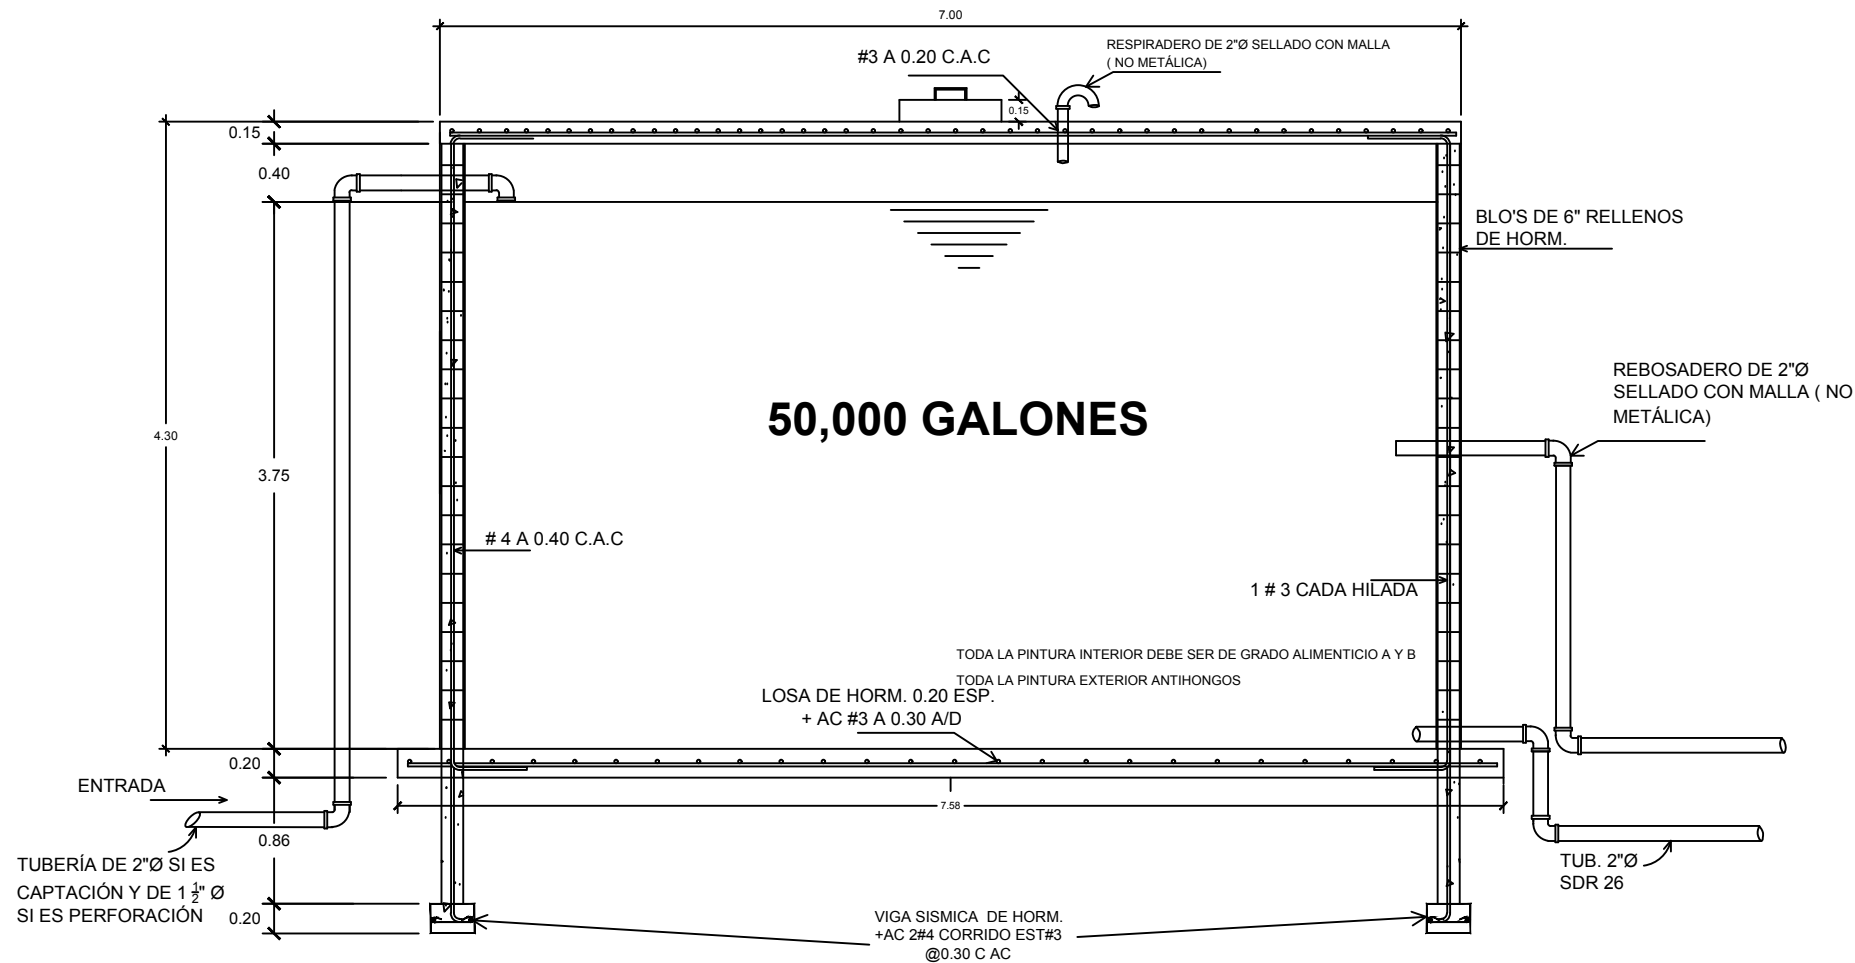 7.00
#3 A 0.20 C.A.C
RESPIRADERO DE 2"Ø SELLADO CON MALLA
( NO METÁLICA)
0.15
0.15
0.40
BLO'S DE 6" RELLENOS
DE HORM.
REBOSADERO DE 2"Ø
SELLADO CON MALLA ( NO
METÁLICA)
50,000 GALONES
4.30
3.75
# 4 A 0.40 C.A.C
1 # 3 CADA HILADA
TODA LA PINTURA INTERIOR DEBE SER DE GRADO ALIMENTICIO A Y B
TODA LA PINTURA EXTERIOR ANTIHONGOS
LOSA DE HORM. 0.20 ESP.
+ AC #3 A 0.30 A/D
0.20
ENTRADA
7.58
0.86
TUBERÍA DE 2"Ø SI ES
CAPTACIÓN Y DE 1 1/2" Ø
SI ES PERFORACIÓN
0.20
TUB. 2"Ø
SDR 26
VIGA SISMICA DE HORM.
+AC 2#4 CORRIDO EST#3
@0.30 C AC